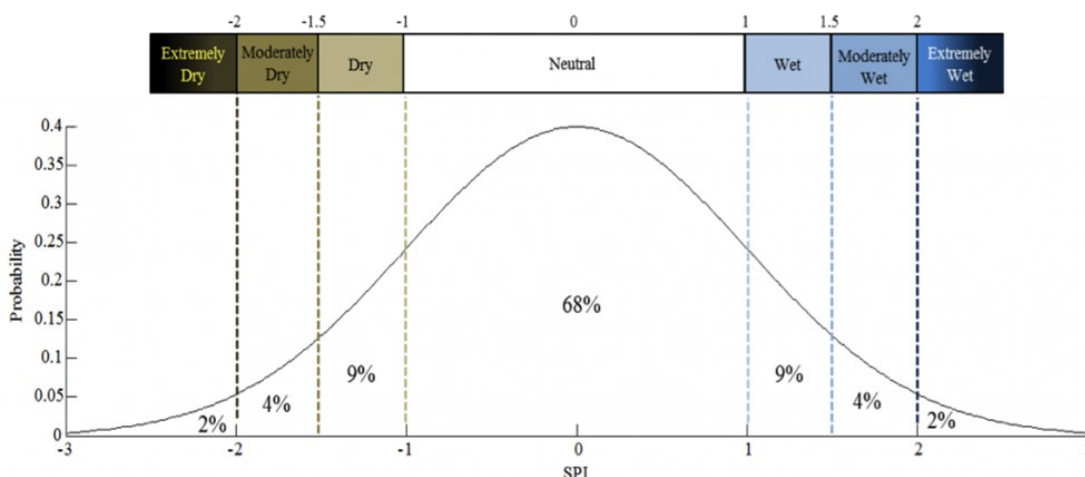 -2 -1.5 -1 0 1 1.5 2
Extremely Dry
Moderately Dry
Dry
Neutral
Wet
Moderately Wet
Extremely Wet
0.4
0.35
0.3
0.25
0.2
0.15
0.1
0.05
0
Probability
2%
4%
9%
68%
9%
4%
2%
-3 -2 -1 0 1 2
SPI